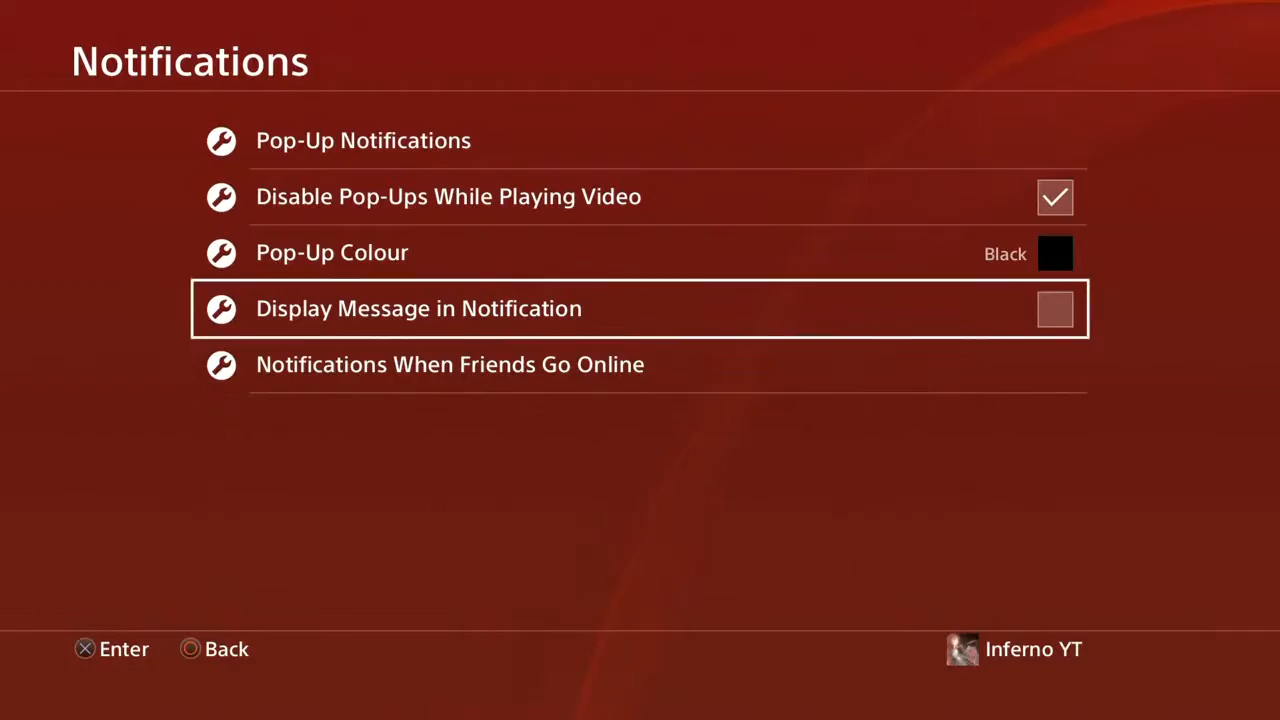 Notifications
Pop-Up Notifications
Disable Pop-Ups While Playing Video
Pop-Up Colour Black
Display Message in Notification
Notifications When Friends Go Online
Enter Back Inferno YT